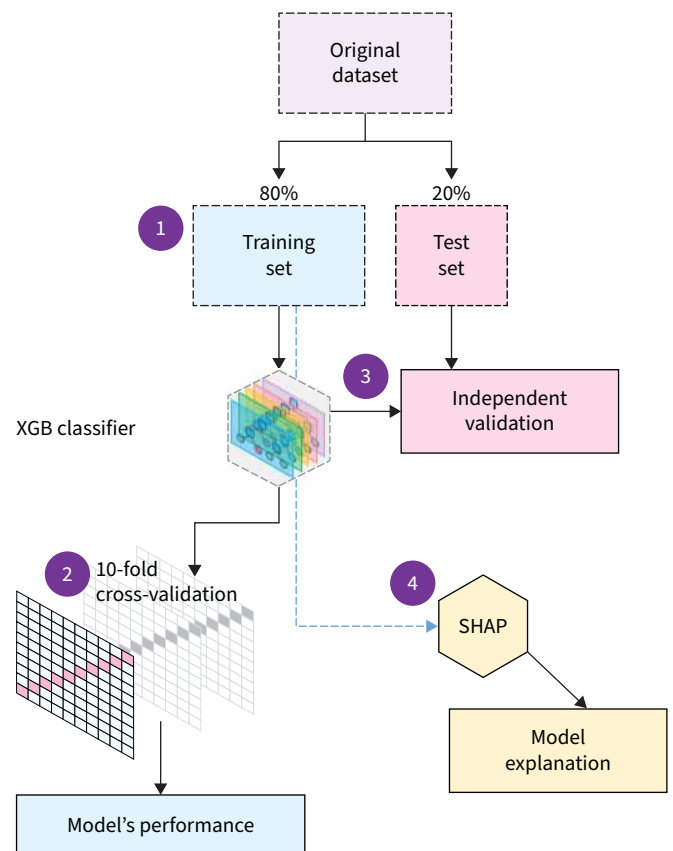 Original
dataset
80%
20%
1
Training
set
Test
set
3
Independent
validation
XGB classifier
2
10-fold
cross-validation
4
SHAP
Model
explanation
Model’s performance